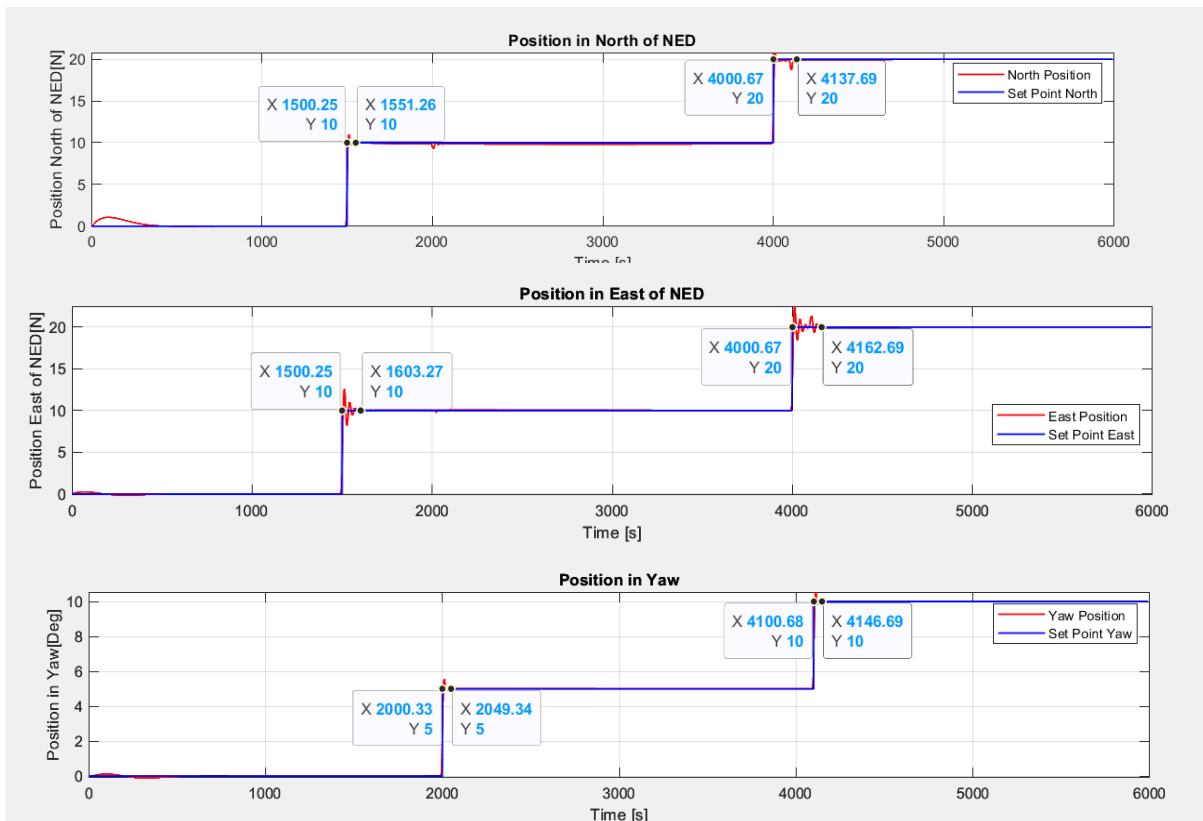 Position in North of NED
Position North of NED[N]
20
15
10
5
0
X 4000.67
Y 20
X 4137.69
Y 20
North Position
Set Point North
X 1500.25
Y 10
X 1551.26
Y 10
0
1000
2000
3000
4000
5000
6000
Time [s]
Position in East of NED
Position East of NED[N]
20
15
10
5
0
X 4000.67
Y 20
X 4162.69
Y 20
X 1500.25
Y 10
X 1603.27
Y 10
East Position
Set Point East
0
1000
2000
3000
4000
5000
6000
Time [s]
Position in Yaw
Position in Yaw[Deg]
10
8
6
4
2
0
X 4100.68
Y 10
X 4146.69
Y 10
Yaw Position
Set Point Yaw
X 2000.33
Y 5
X 2049.34
Y 5
0
1000
2000
3000
4000
5000
6000
Time [s]